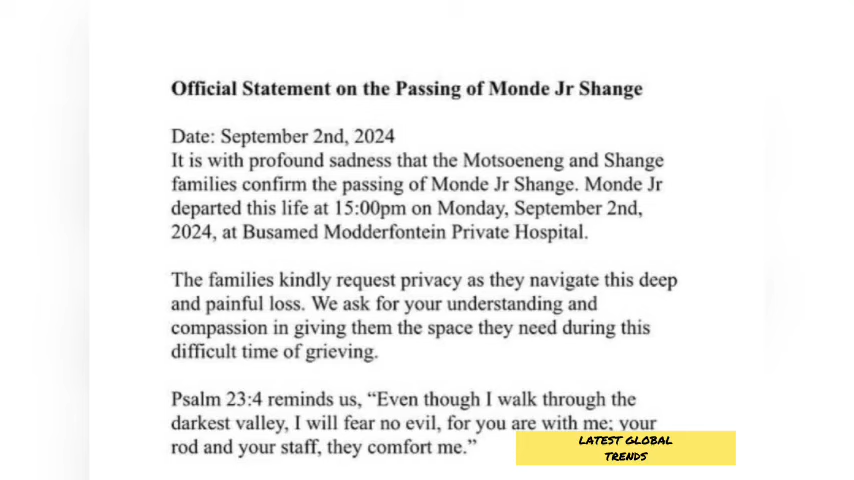 Official Statement on the Passing of Monde Jr Shange
Date: September 2nd, 2024
It is with profound sadness that the Motsoeneng and Shange
families confirm the passing of Monde Jr Shange. Monde Jr
departed this life at 15:00pm on Monday, September 2nd,
2024, at Busamed Modderfontein Private Hospital.
The families kindly request privacy as they navigate this deep
and painful loss. We ask for your understanding and
compassion in giving them the space they need during this
difficult time of grieving.
Psalm 23:4 reminds us, “Even though I walk through the
darkest valley, I will fear no evil, for you are with me; your
rod and your staff, they comfort me.”
LATEST GLOBAL
TRENDS